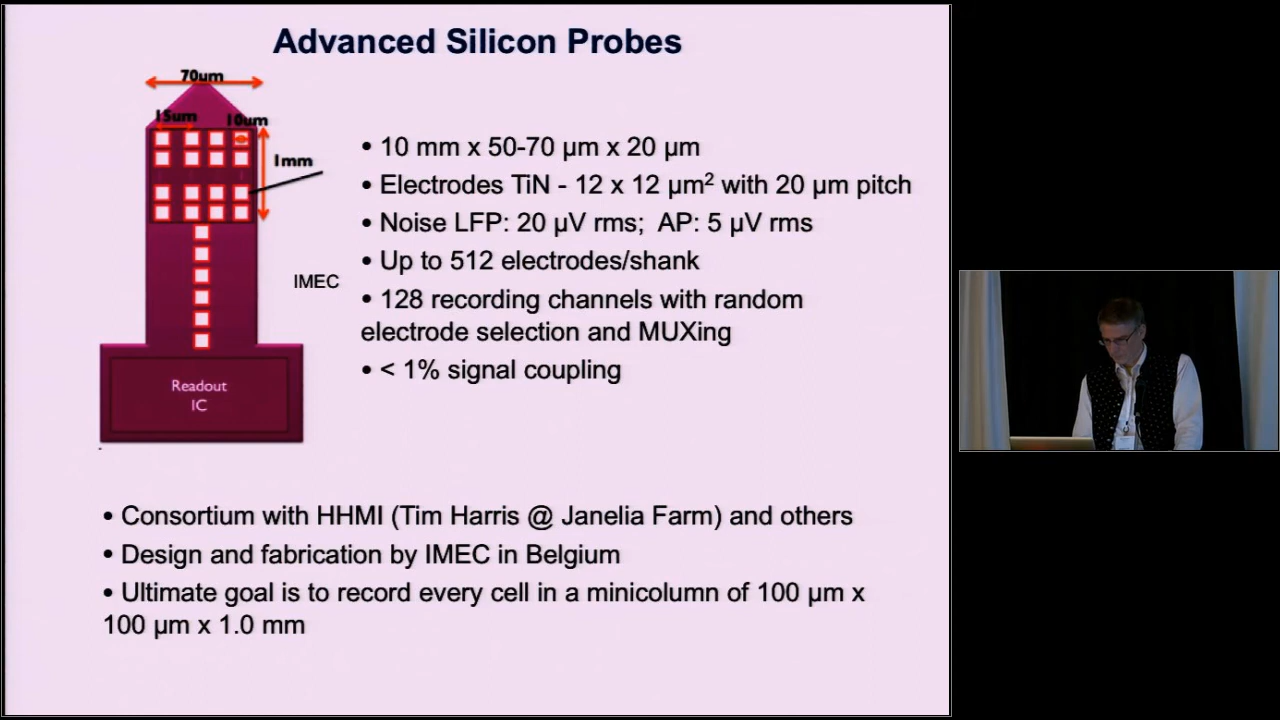 Advanced Silicon Probes
70um
15um
10um
1mm
IMEC
Readout
IC
• 10 mm x 50-70 µm x 20 µm
• Electrodes TiN - 12 x 12 µm² with 20 µm pitch
• Noise LFP: 20 µV rms;  AP: 5 µV rms
• Up to 512 electrodes/shank
• 128 recording channels with random
electrode selection and MUXing
• < 1% signal coupling
• Consortium with HHMI (Tim Harris @ Janelia Farm) and others
• Design and fabrication by IMEC in Belgium
• Ultimate goal is to record every cell in a minicolumn of 100 µm x
100 µm x 1.0 mm